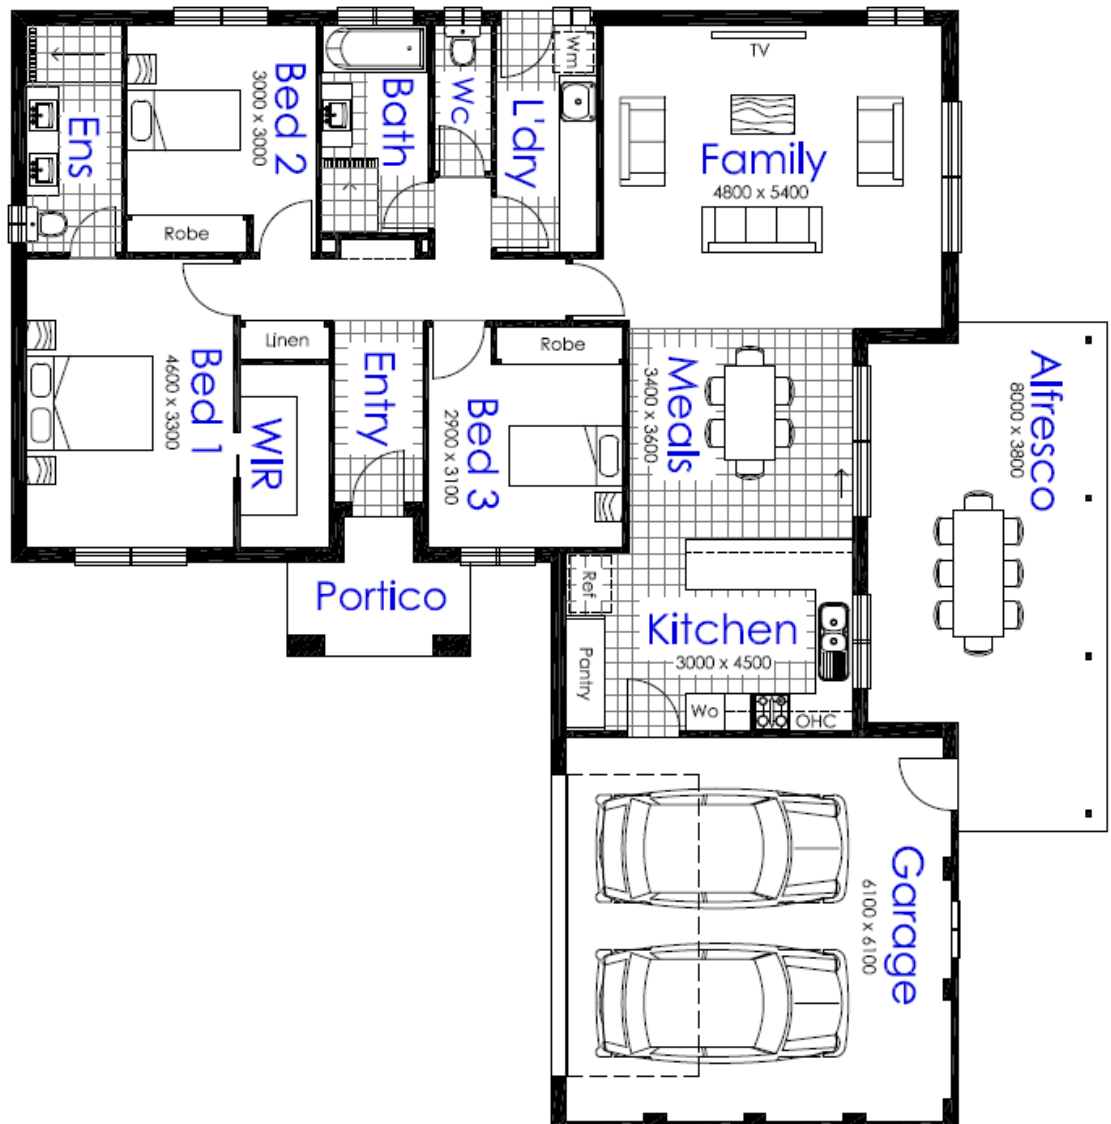 TV
Wm
Bed 2
3000 x 3000
Bath
Wc
L'dry
Ens
Family
4800 x 5400
Robe
Linen
Robe
Bed 1
4600 x 3300
WIR
Entry
Bed 3
2900 x 3100
Meals
3400 x 3600
Alfresco
8000 x 3800
Portico
Ref
Kitchen
3000 x 4500
Pantry
Wo
OHC
Garage
6100 x 6100